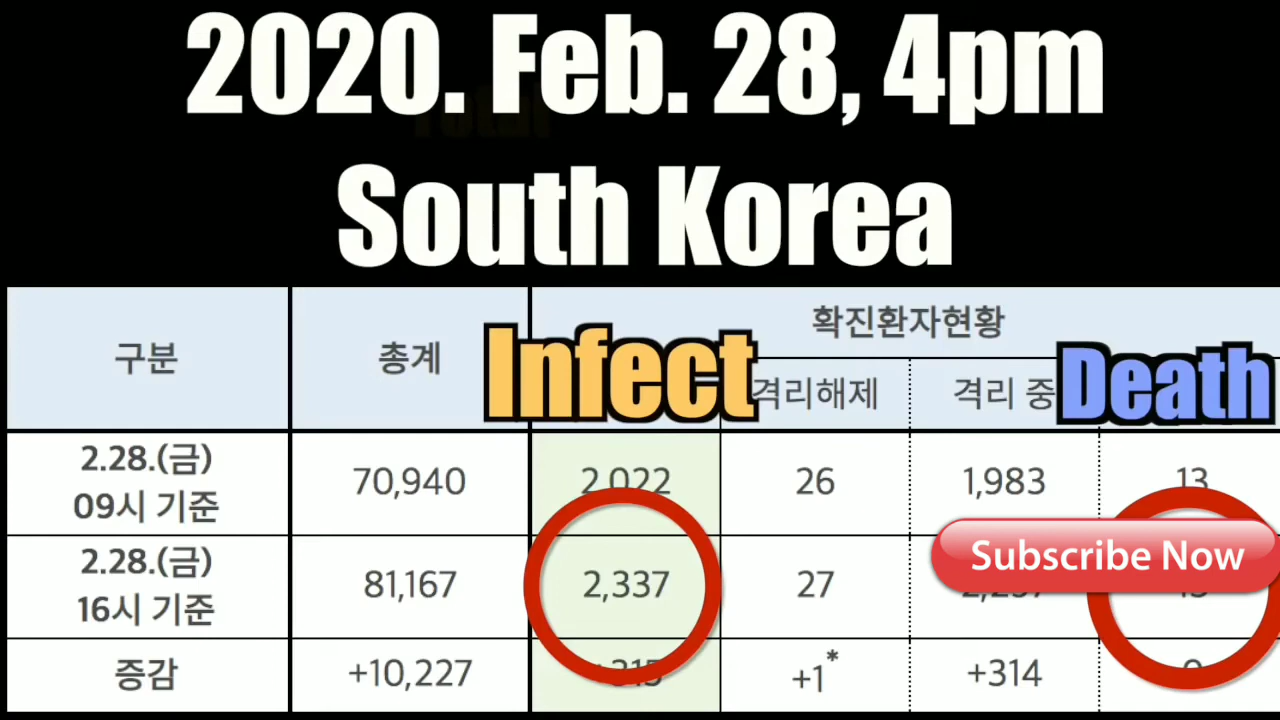 2020. Feb. 28, 4pm
South Korea
구분
총계
확진환자현황
Infect
격리해제
격리 중
Death
2.28.(금)
09시 기준
70,940
2,022
26
1,983
13
2.28.(금)
16시 기준
81,167
2,337
27
Subscribe Now
증감
+10,227
+315
+1*
+314
0